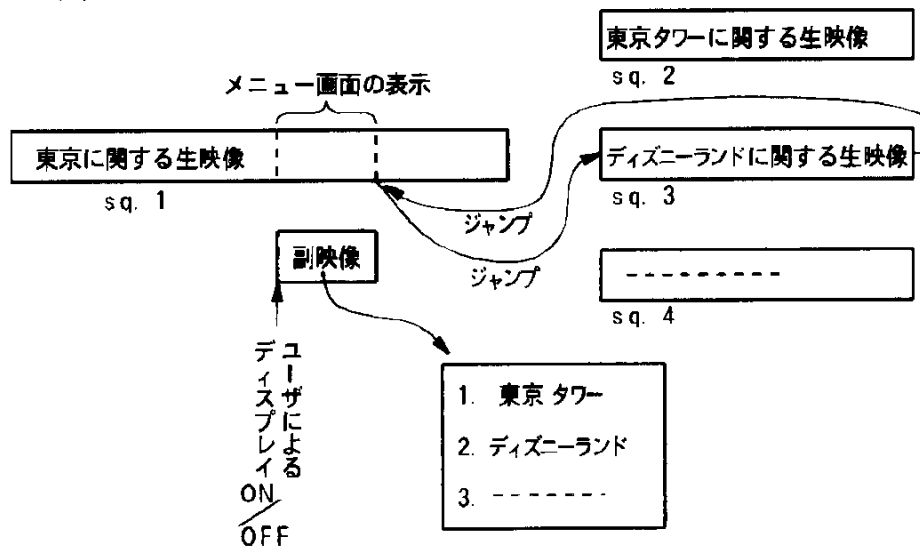 東京タワーに関する生映像
sq. 2
メニュー画面の表示
東京に関する生映像
sq. 1
ディズニーランドに関する生映像
sq. 3
ジャンプ
ジャンプ
副映像
---------
sq. 4
ユーザによる
ディスプレイ
ON/OFF
1. 東京タワー
2. ディズニーランド
3. -------